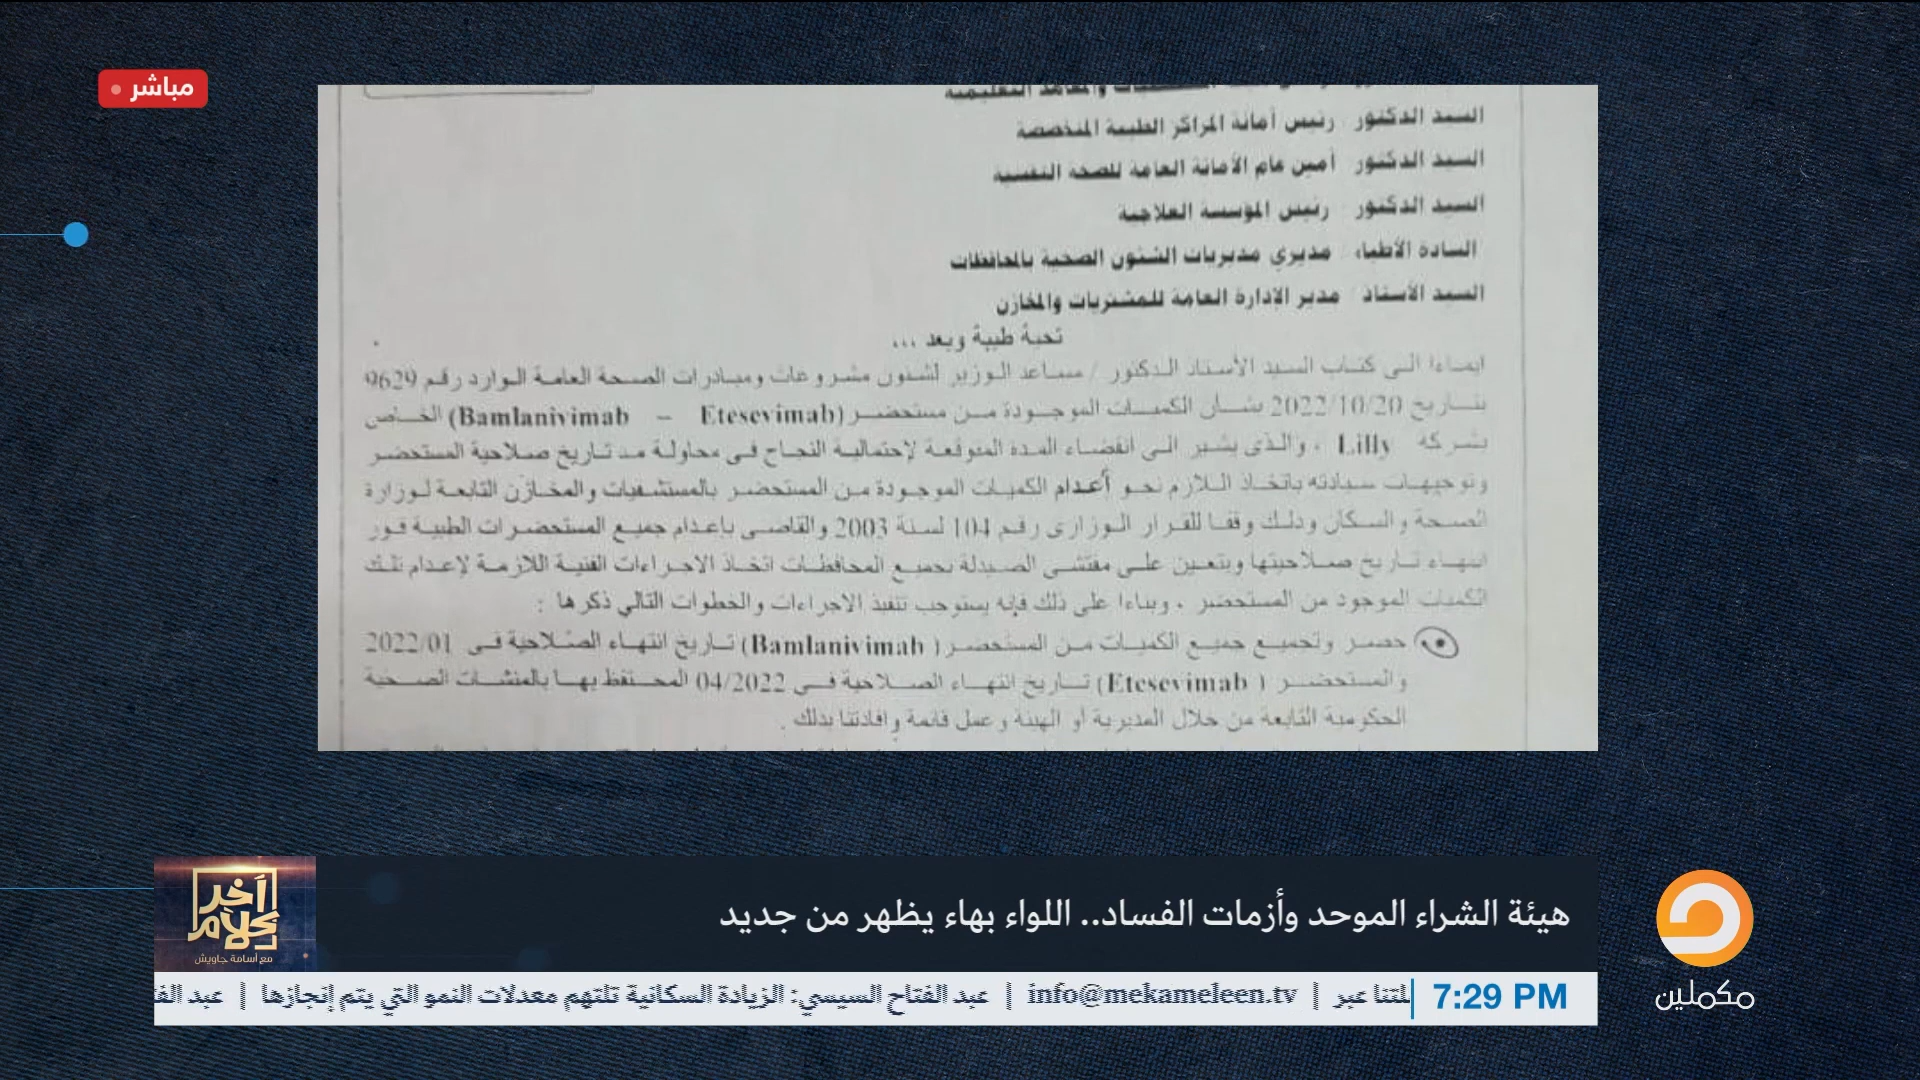 مباشر
السيد الدكتور / رئيس أمانة المراكز الطبية المتخصصة
السيد الدكتور / أمين عام الأمانة العامة للصحة النفسية
السيد الدكتور / رئيس المؤسسة العلاجية
السادة الأطباء / مديري مديريات الشئون الصحية بالمحافظات
السيد الأستاذ / مدير الإدارة العامة للمشتريات والمخازن
تحية طيبة وبعد ...
ايماءا الى كتاب السيد الأستاذ الدكتور / مساعد الوزير لشئون مشروعات ومبادرات الصحة العامة الوارد رقم 9629
بتاريخ 2022/10/20 بشأن الكميات الموجودة من مستحضر (Bamlanivimab – Etesevimab) الخاص
بشركة Lilly ، والذى يشير الى انقضاء المدة المتوقعة لإحتمالية النجاح فى محاولة مد تاريخ صلاحية المستحضر
وتوجيهات سيادته باتخاذ اللازم نحو أعدام الكميات الموجودة من المستحضر بالمستشفيات والمخازن التابعة لوزارة
الصحة والسكان وذلك وفقا للقرار الوزارى رقم 104 لسنة 2003 والقاضى بإعدام جميع المستحضرات الطبية فور
انتهاء تاريخ صلاحيتها ويتعين على مفتشى الصيدلة بجميع المحافظات اتخاذ الاجراءات الفنية اللازمة لإعدام تلك
الكميات الموجود من المستحضر ، وبناءا على ذلك فإنه يستوجب تنفيذ الاجراءات والخطوات التالي ذكرها :
حصر وتجميع جميع الكميات من المستحضر (Bamlanivimab) تاريخ انتهاء الصلاحية فى 2022/01
والمستحضر (Etesevimab) تاريخ انتهاء الصلاحية فى 04/2022 المحتفظ بها بالمنشات الصحية
الحكومية التابعة من خلال المديرية أو الهيئة وعمل قائمة وافادتنا بذلك .
آخر
كلام
مع أسامة جاويش
هيئة الشراء الموحد وأزمات الفساد.. اللواء بهاء يظهر من جديد
7:29 PM
عبر | info@mekameleen.tv | عبد الفتاح السيسي: الزيادة السكانية تلتهم معدلات النمو التي يتم إنجازها | عبد
مكملين